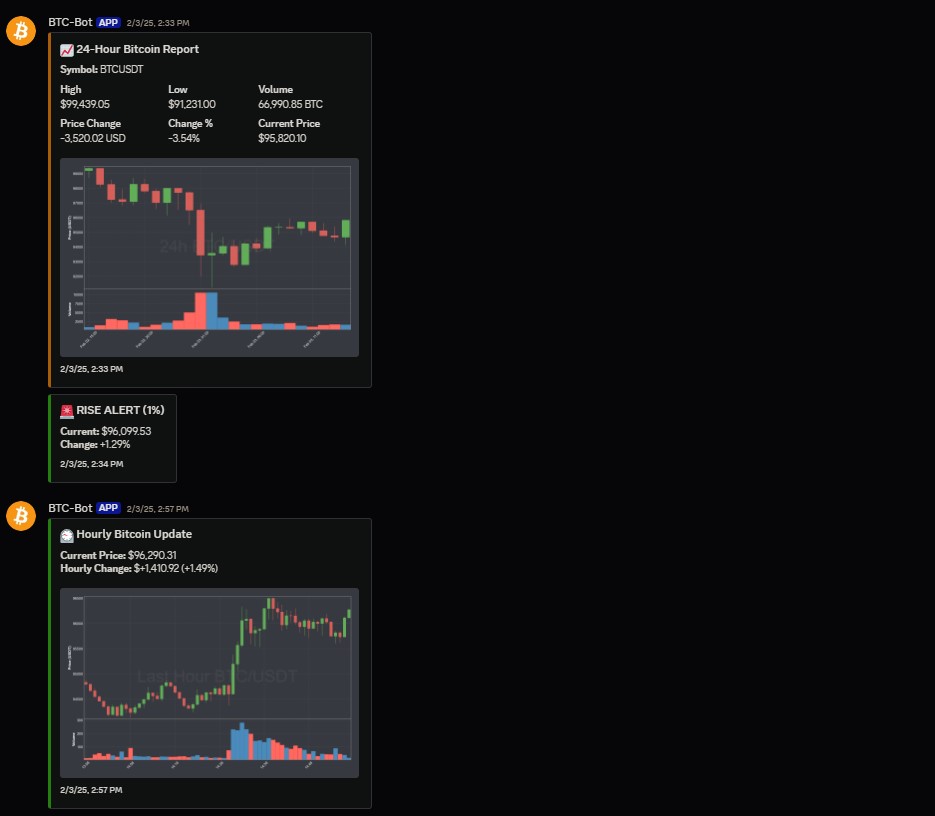 BTC-Bot APP 2/3/25, 2:33 PM
24-Hour Bitcoin Report
Symbol: BTCUSDT
High Low Volume
$99,439.05 $91,231.00 66,990.85 BTC
Price Change Change % Current Price
-3,520.02 USD -3.54% $95,820.10
24h
2/3/25, 2:33 PM
RISE ALERT (1%)
Current: $96,099.53
Change: +1.29%
2/3/25, 2:34 PM
BTC-Bot APP 2/3/25, 2:57 PM
Hourly Bitcoin Update
Current Price: $96,290.31
Hourly Change: $+1,410.92 (+1.49%)
Last Hour BTC/USDT
2/3/25, 2:57 PM